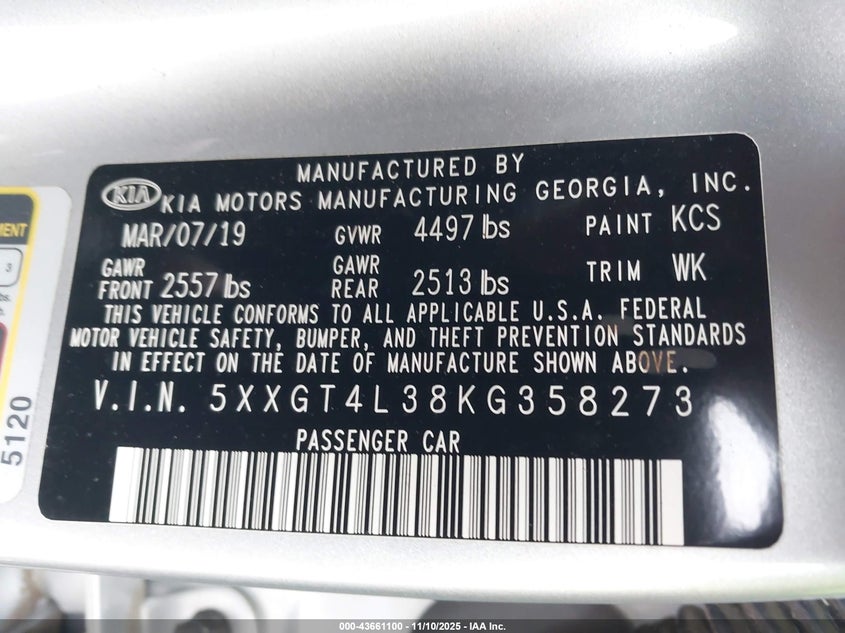 MANUFACTURED BY
KIA KIA MOTORS MANUFACTURING GEORGIA, INC.
MAR/07/19 GVWR 4497 lbs PAINT KCS
GAWR FRONT 2557 lbs GAWR REAR 2513 lbs TRIM WK
THIS VEHICLE CONFORMS TO ALL APPLICABLE U.S.A. FEDERAL
MOTOR VEHICLE SAFETY, BUMPER, AND THEFT PREVENTION STANDARDS
IN EFFECT ON THE DATE OF MANUFACTURE SHOWN ABOVE.
V.I.N. 5XXGT4L38KG358273
PASSENGER CAR
3
5120
000-43661100 — 11/10/2025 — IAA Inc.